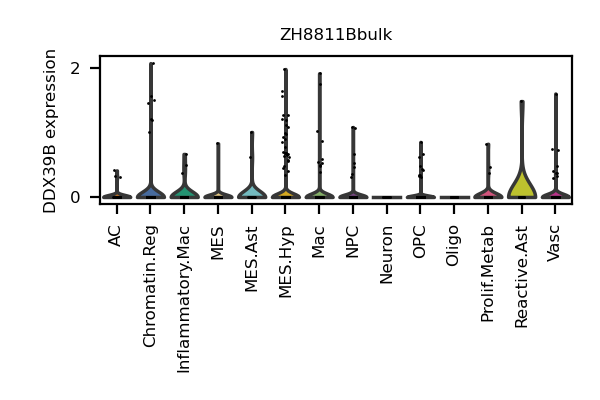 ZH8811Bbulk
DDX39B expression
2
0
AC
Chromatin.Reg
Inflammatory.Mac
MES
MES.Ast
MES.Hyp
Mac
NPC
Neuron
OPC
Oligo
Prolif.Metab
Reactive.Ast
Vasc